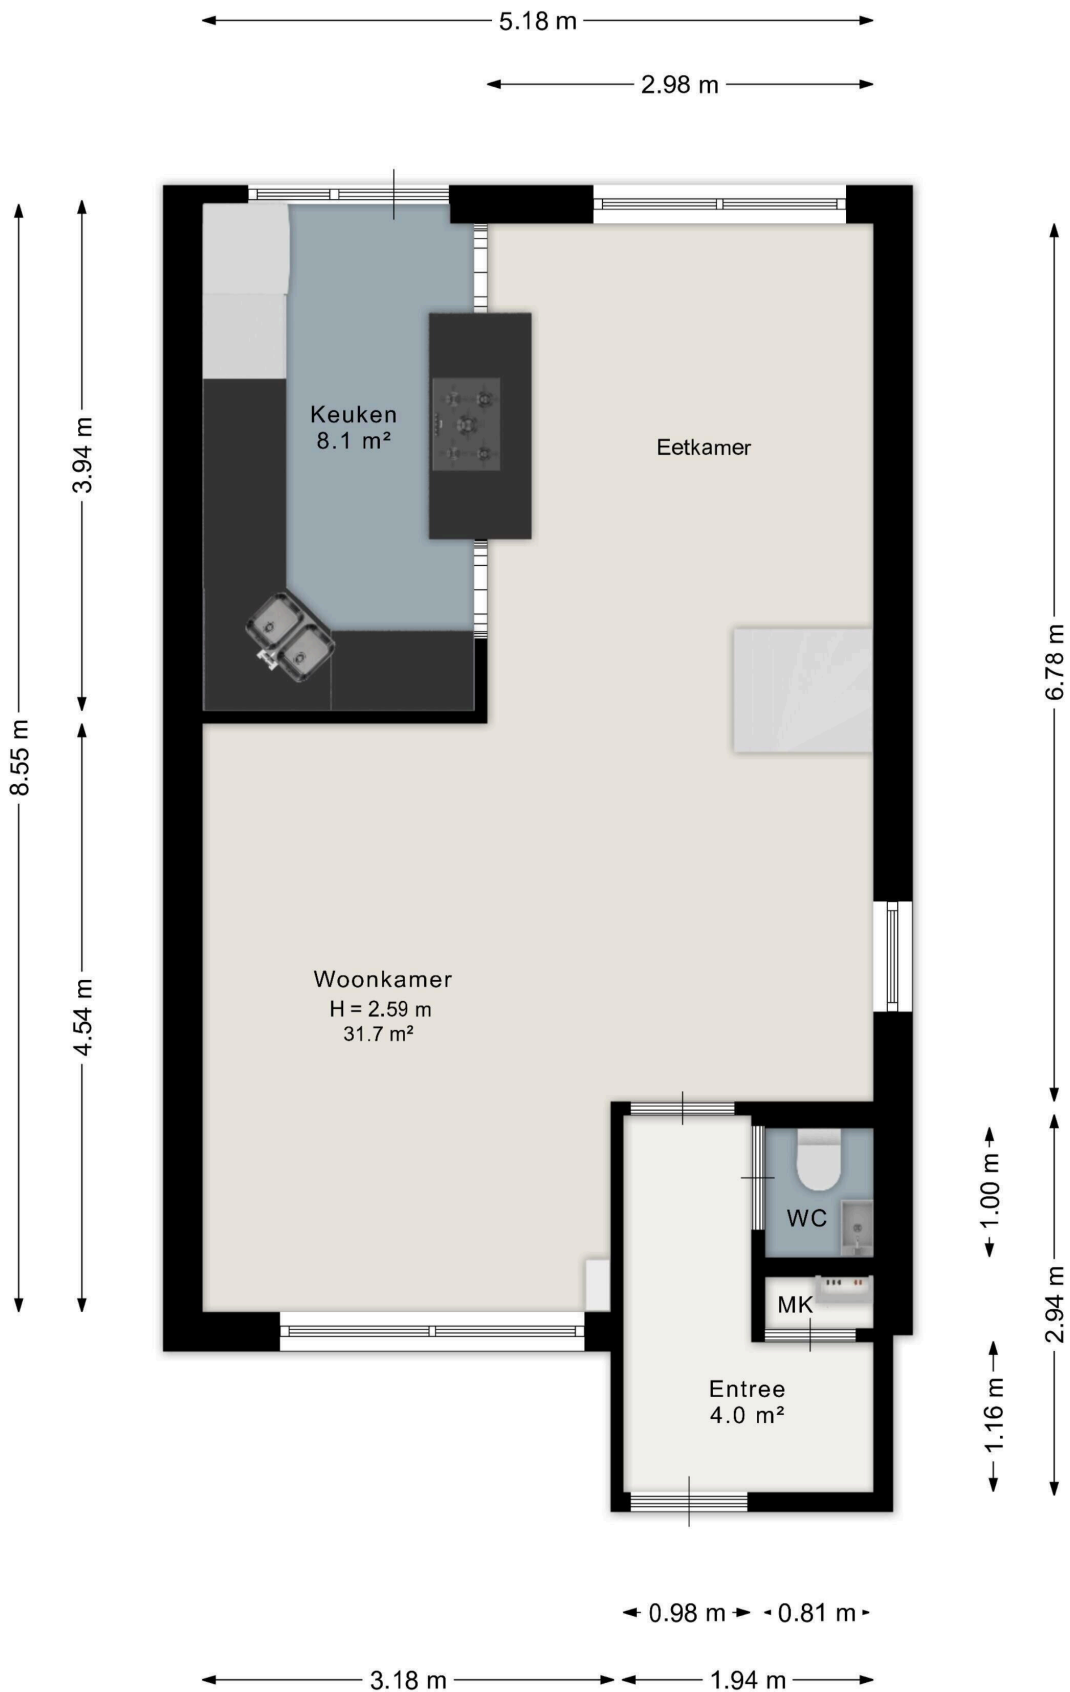 5.18 m
2.98 m
Keuken
8.1 m²
Eetkamer
3.94 m
8.55 m
6.78 m
4.54 m
Woonkamer
H = 2.59 m
31.7 m²
WC
1.00 m
MK
2.94 m
Entree
4.0 m²
1.16 m
0.98 m
0.81 m
3.18 m
1.94 m